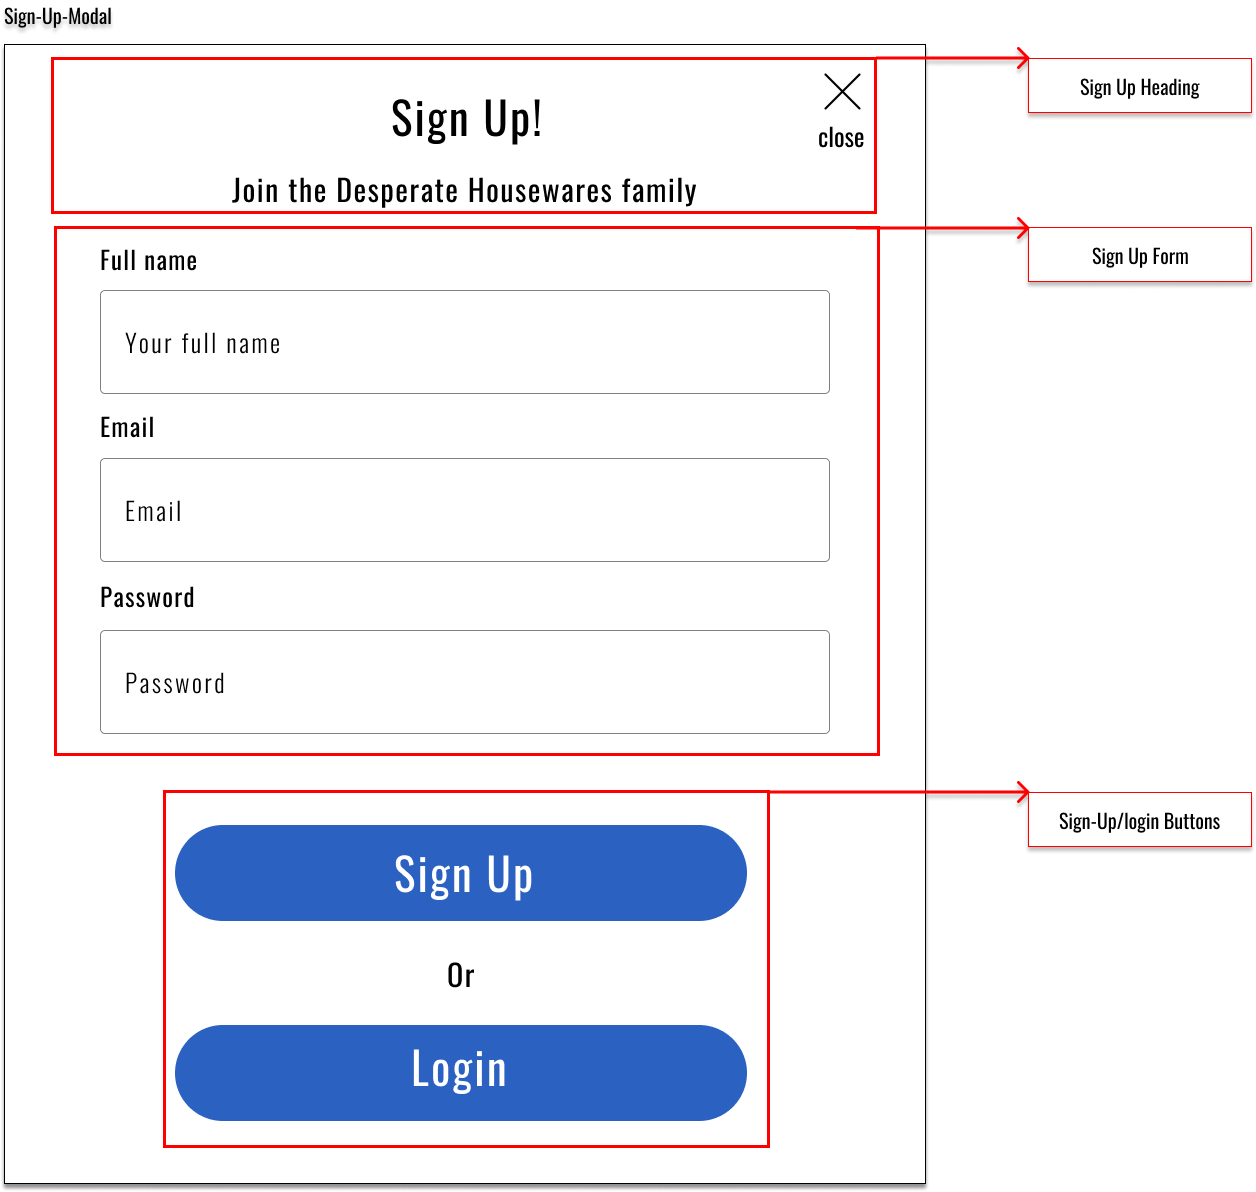 Sign-Up-Modal
Sign Up!
close
Join the Desperate Housewares family
Sign Up Heading
Full name
Your full name
Sign Up Form
Email
Email
Password
Password
Sign-Up/login Buttons
Sign Up
Or
Login